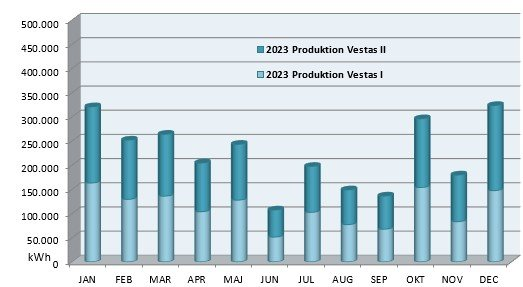 500.000
450.000
400.000
350.000
300.000
250.000
200.000
150.000
100.000
50.000
kWh 0
2023 Produktion Vestas II
2023 Produktion Vestas I
JAN FEB MAR APR MAJ JUN JUL AUG SEP OKT NOV DEC